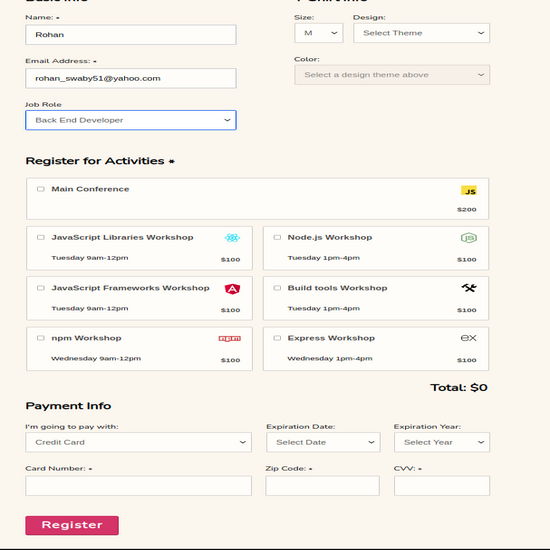 Basic Info
T-Shirt Info
Name: *
Rohan
Size:
Design:
M
Select Theme
Email Address: *
rohan_swaby51@yahoo.com
Color:
Select a design theme above
Job Role
Back End Developer
Register for Activities *
Main Conference
JS
$200
JavaScript Libraries Workshop
Tuesday 9am-12pm
$100
Node.js Workshop
JS
Tuesday 1pm-4pm
$100
JavaScript Frameworks Workshop
A
Tuesday 9am-12pm
$100
Build tools Workshop
Tuesday 1pm-4pm
$100
npm Workshop
npm
Wednesday 9am-12pm
$100
Express Workshop
ex
Wednesday 1pm-4pm
$100
Total: $0
Payment Info
I'm going to pay with:
Credit Card
Expiration Date:
Select Date
Expiration Year:
Select Year
Card Number: *
Zip Code: *
CVV: *
Register